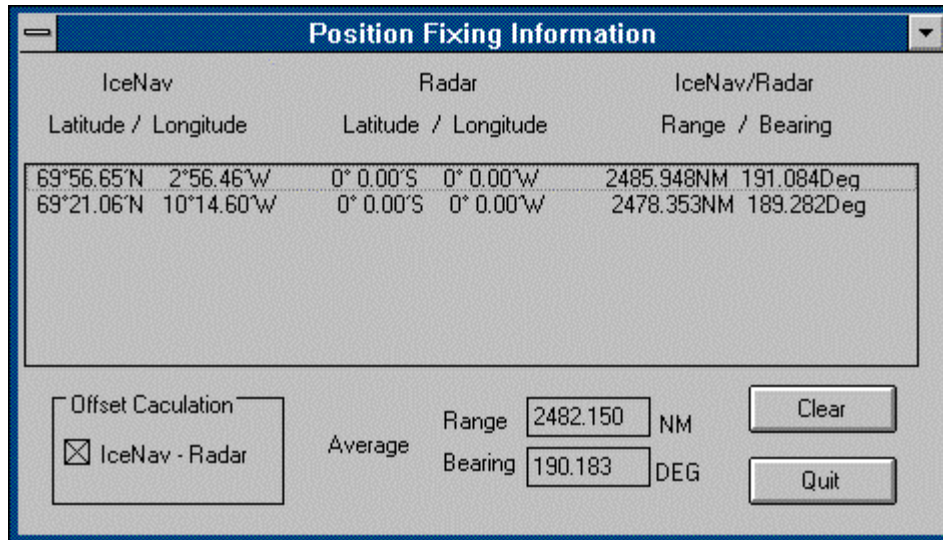 Position Fixing Information
IceNav Radar IceNav/Radar
Latitude / Longitude Latitude / Longitude Range / Bearing
69°56.65'N 2°56.46'W 0° 0.00'S 0° 0.00'W 2485.948NM 191.084Deg
69°21.06'N 10°14.60'W 0° 0.00'S 0° 0.00'W 2478.353NM 189.282Deg
Offset Caculation
IceNav - Radar
Average
Range 2482.150 NM
Bearing 190.183 DEG
Clear
Quit